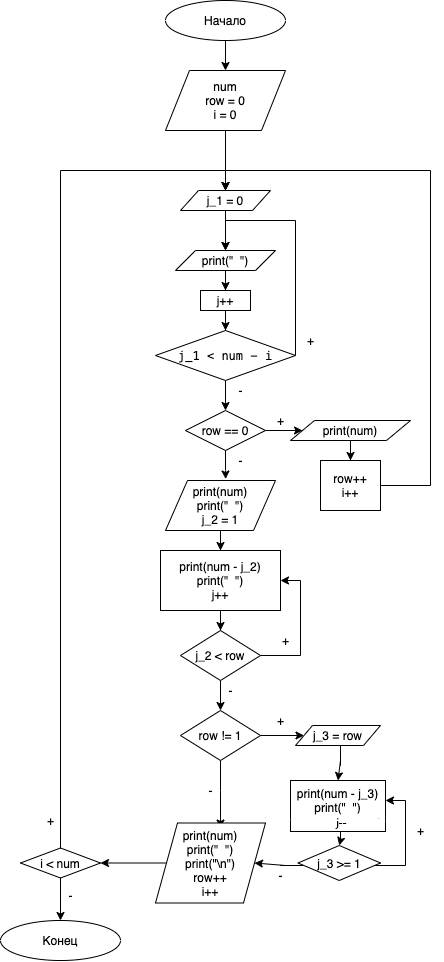 Начало
num
row = 0
i = 0
j_1 = 0
print("  ")
j++
j_1 < num - i
+
-
row == 0
+
print(num)
row++
i++
-
print(num)
print("  ")
j_2 = 1
print(num - j_2)
print("  ")
j++
j_2 < row
+
-
row != 1
+
j_3 = row
-
print(num - j_3)
print("  ")
j--
j_3 >= 1
+
-
print(num)
print("  ")
print("\n")
row++
i++
+
i < num
-
Конец